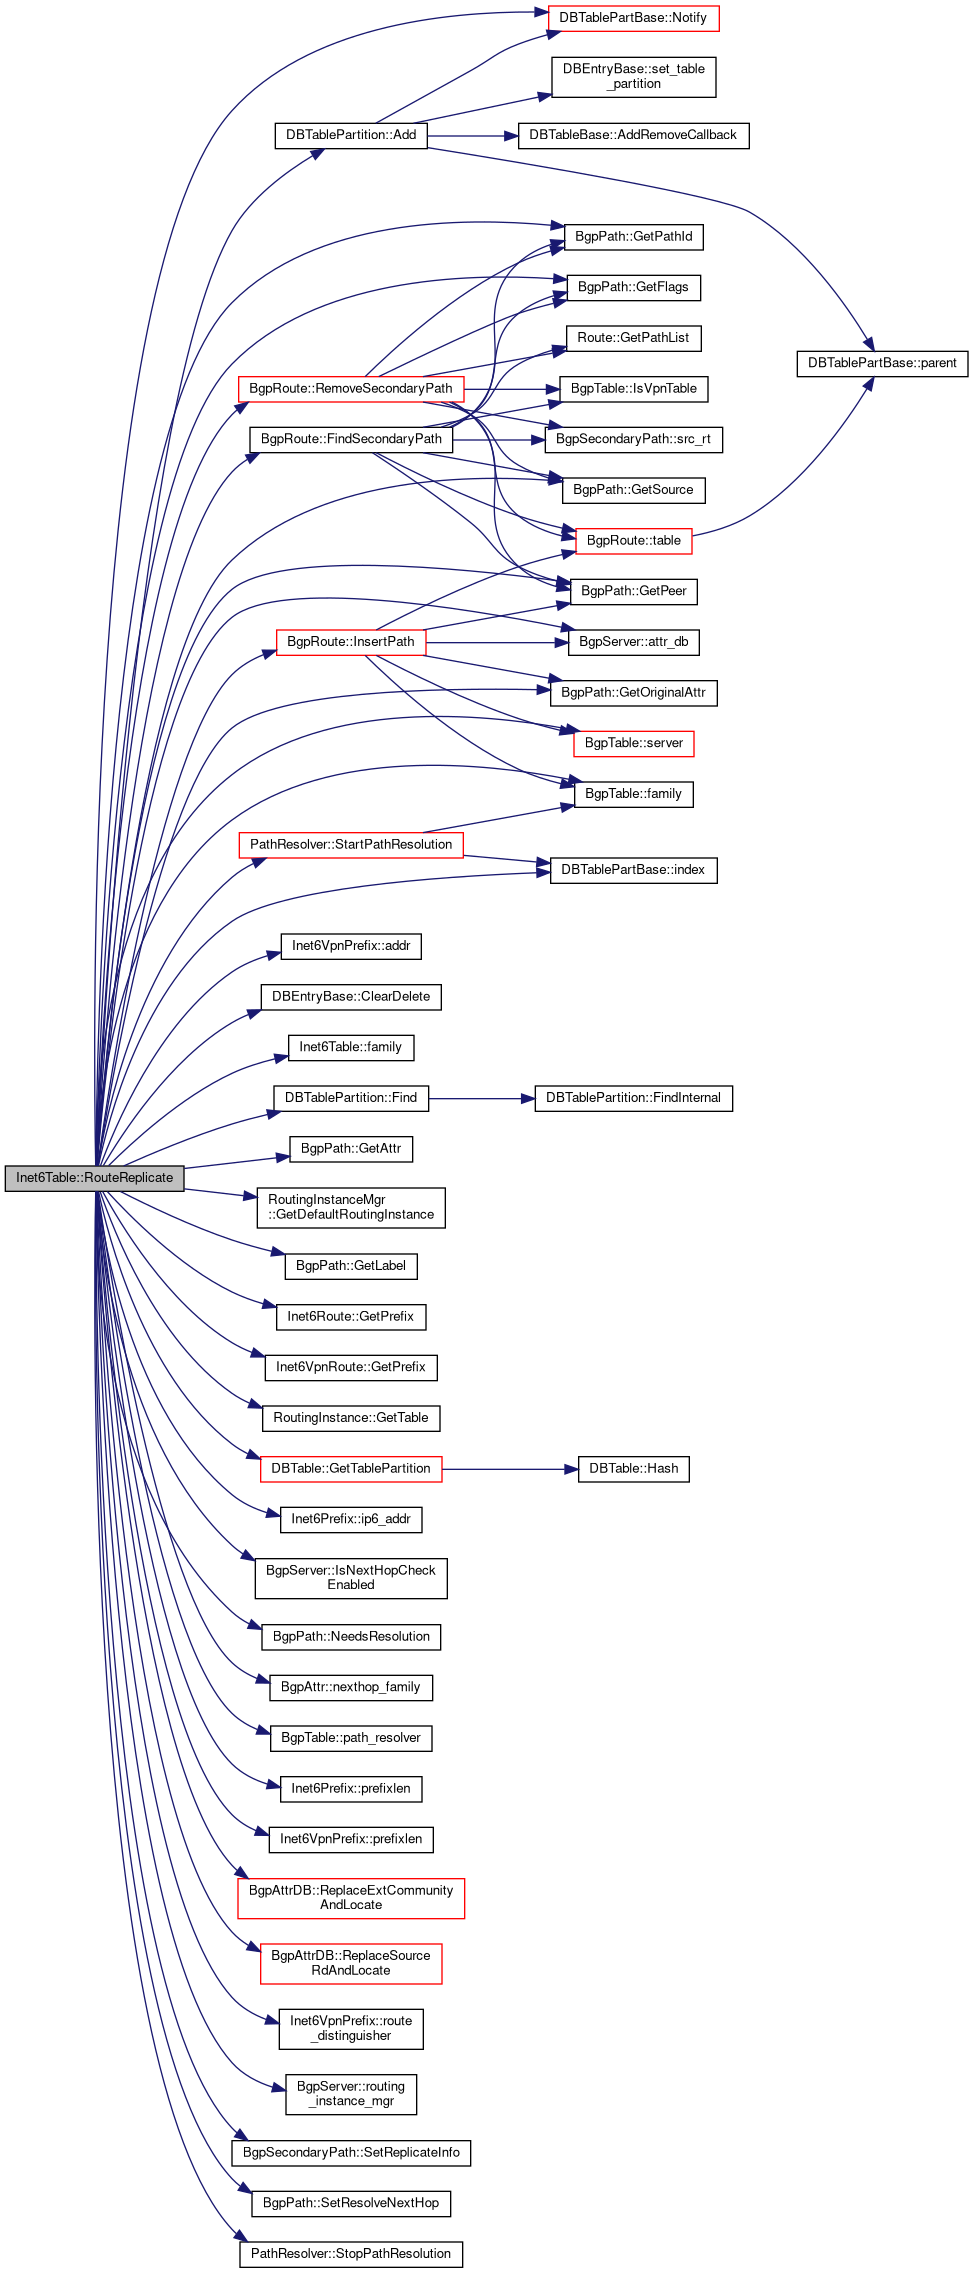 DBTablePartBase::Notify
DBEntryBase::set_table
_partition
DBTablePartition::Add
DBTableBase::AddRemoveCallback
BgpPath::GetPathId
BgpPath::GetFlags
Route::GetPathList
DBTablePartBase::parent
BgpRoute::RemoveSecondaryPath
BgpTable::IsVpnTable
BgpRoute::FindSecondaryPath
BgpSecondaryPath::src_rt
BgpPath::GetSource
BgpRoute::table
BgpPath::GetPeer
BgpRoute::InsertPath
BgpServer::attr_db
BgpPath::GetOriginalAttr
BgpTable::server
BgpTable::family
PathResolver::StartPathResolution
DBTablePartBase::index
Inet6VpnPrefix::addr
DBEntryBase::ClearDelete
Inet6Table::family
DBTablePartition::Find
DBTablePartition::FindInternal
BgpPath::GetAttr
Inet6Table::RouteReplicate
RoutingInstanceMgr
::GetDefaultRoutingInstance
BgpPath::GetLabel
Inet6Route::GetPrefix
Inet6VpnRoute::GetPrefix
RoutingInstance::GetTable
DBTable::GetTablePartition
DBTable::Hash
Inet6Prefix::ip6_addr
BgpServer::IsNextHopCheck
Enabled
BgpPath::NeedsResolution
BgpAttr::nexthop_family
BgpTable::path_resolver
Inet6Prefix::prefixlen
Inet6VpnPrefix::prefixlen
BgpAttrDB::ReplaceExtCommunity
AndLocate
BgpAttrDB::ReplaceSource
RdAndLocate
Inet6VpnPrefix::route
_distinguisher
BgpServer::routing
_instance_mgr
BgpSecondaryPath::SetReplicateInfo
BgpPath::SetResolveNextHop
PathResolver::StopPathResolution